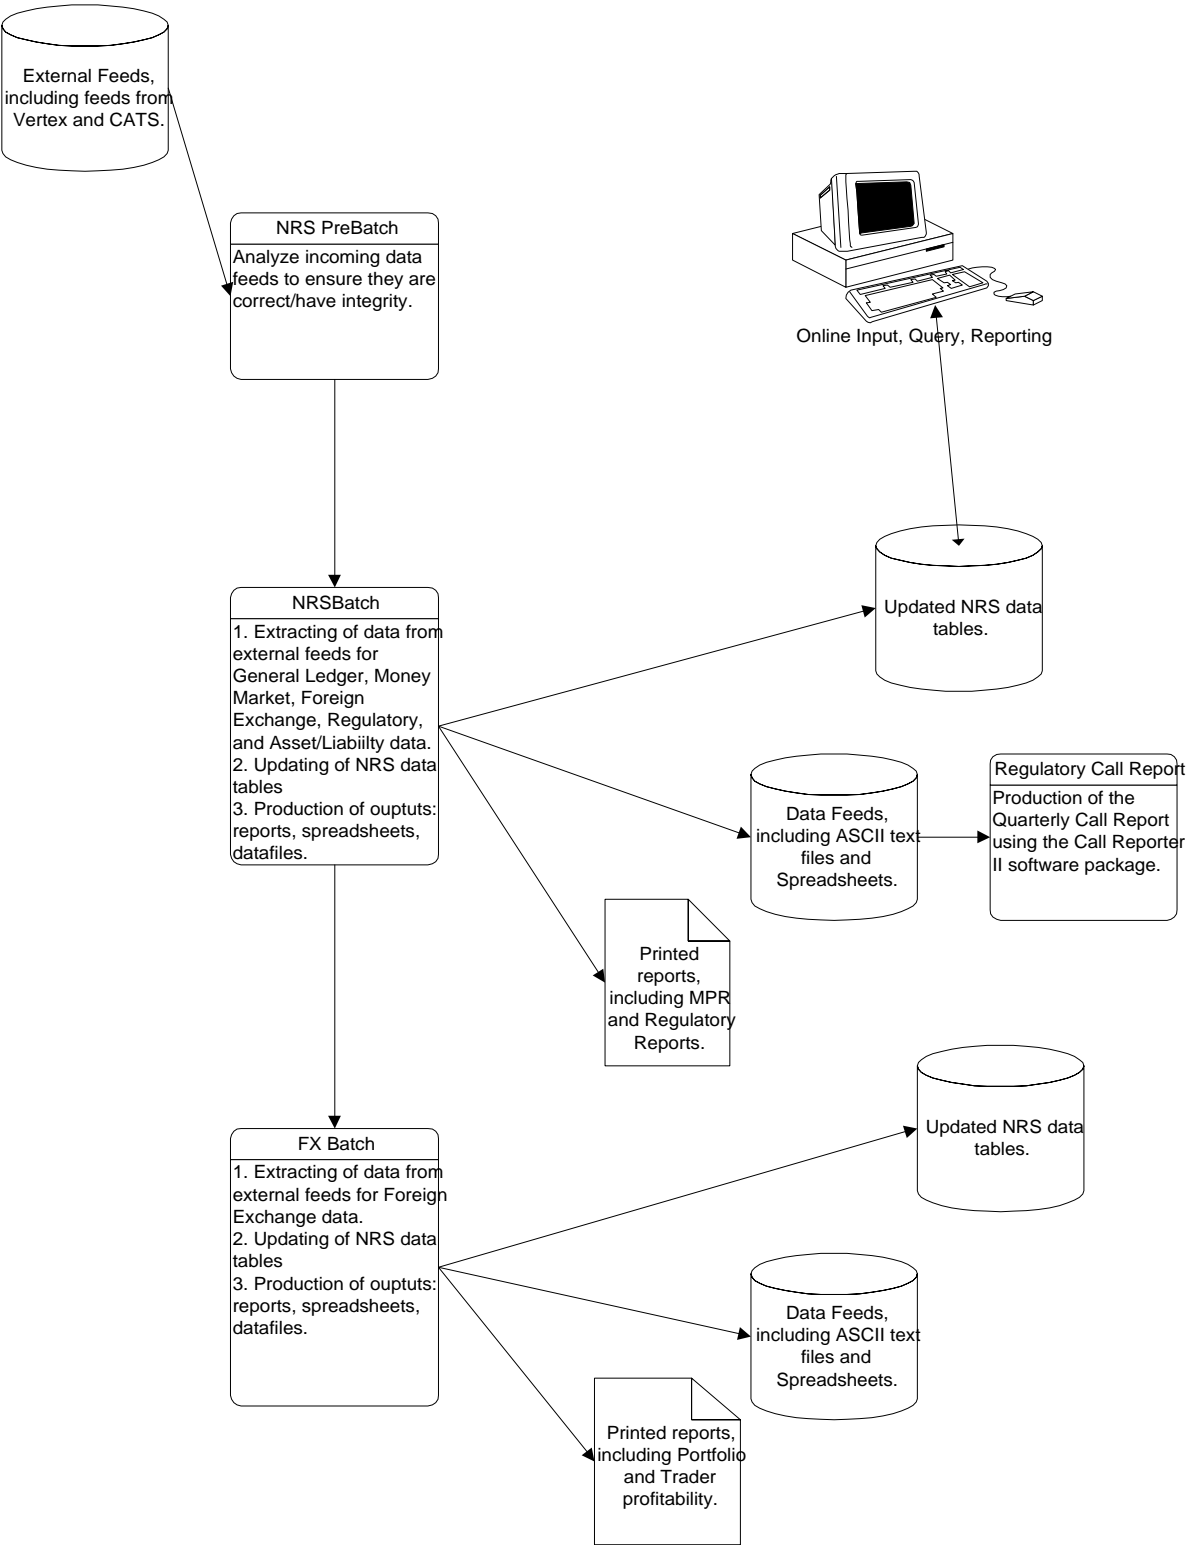 External Feeds,
including feeds from
Vertex and CATS.
NRS PreBatch
Analyze incoming data
feeds to ensure they are
correct/have integrity.
Online Input, Query, Reporting
NRSBatch
1. Extracting of data from
external feeds for
General Ledger, Money
Market, Foreign
Exchange, Regulatory,
and Asset/Liabiilty data.
2. Updating of NRS data
tables
3. Production of ouptuts:
reports, spreadsheets,
datafiles.
Updated NRS data
tables.
Data Feeds,
including ASCII text
files and
Spreadsheets.
Regulatory Call Report
Production of the
Quarterly Call Report
using the Call Reporter
II software package.
Printed
reports,
including MPR
and Regulatory
Reports.
FX Batch
1. Extracting of data from
external feeds for Foreign
Exchange data.
2. Updating of NRS data
tables
3. Production of ouptuts:
reports, spreadsheets,
datafiles.
Updated NRS data
tables.
Data Feeds,
including ASCII text
files and
Spreadsheets.
Printed reports,
including Portfolio
and Trader
profitability.